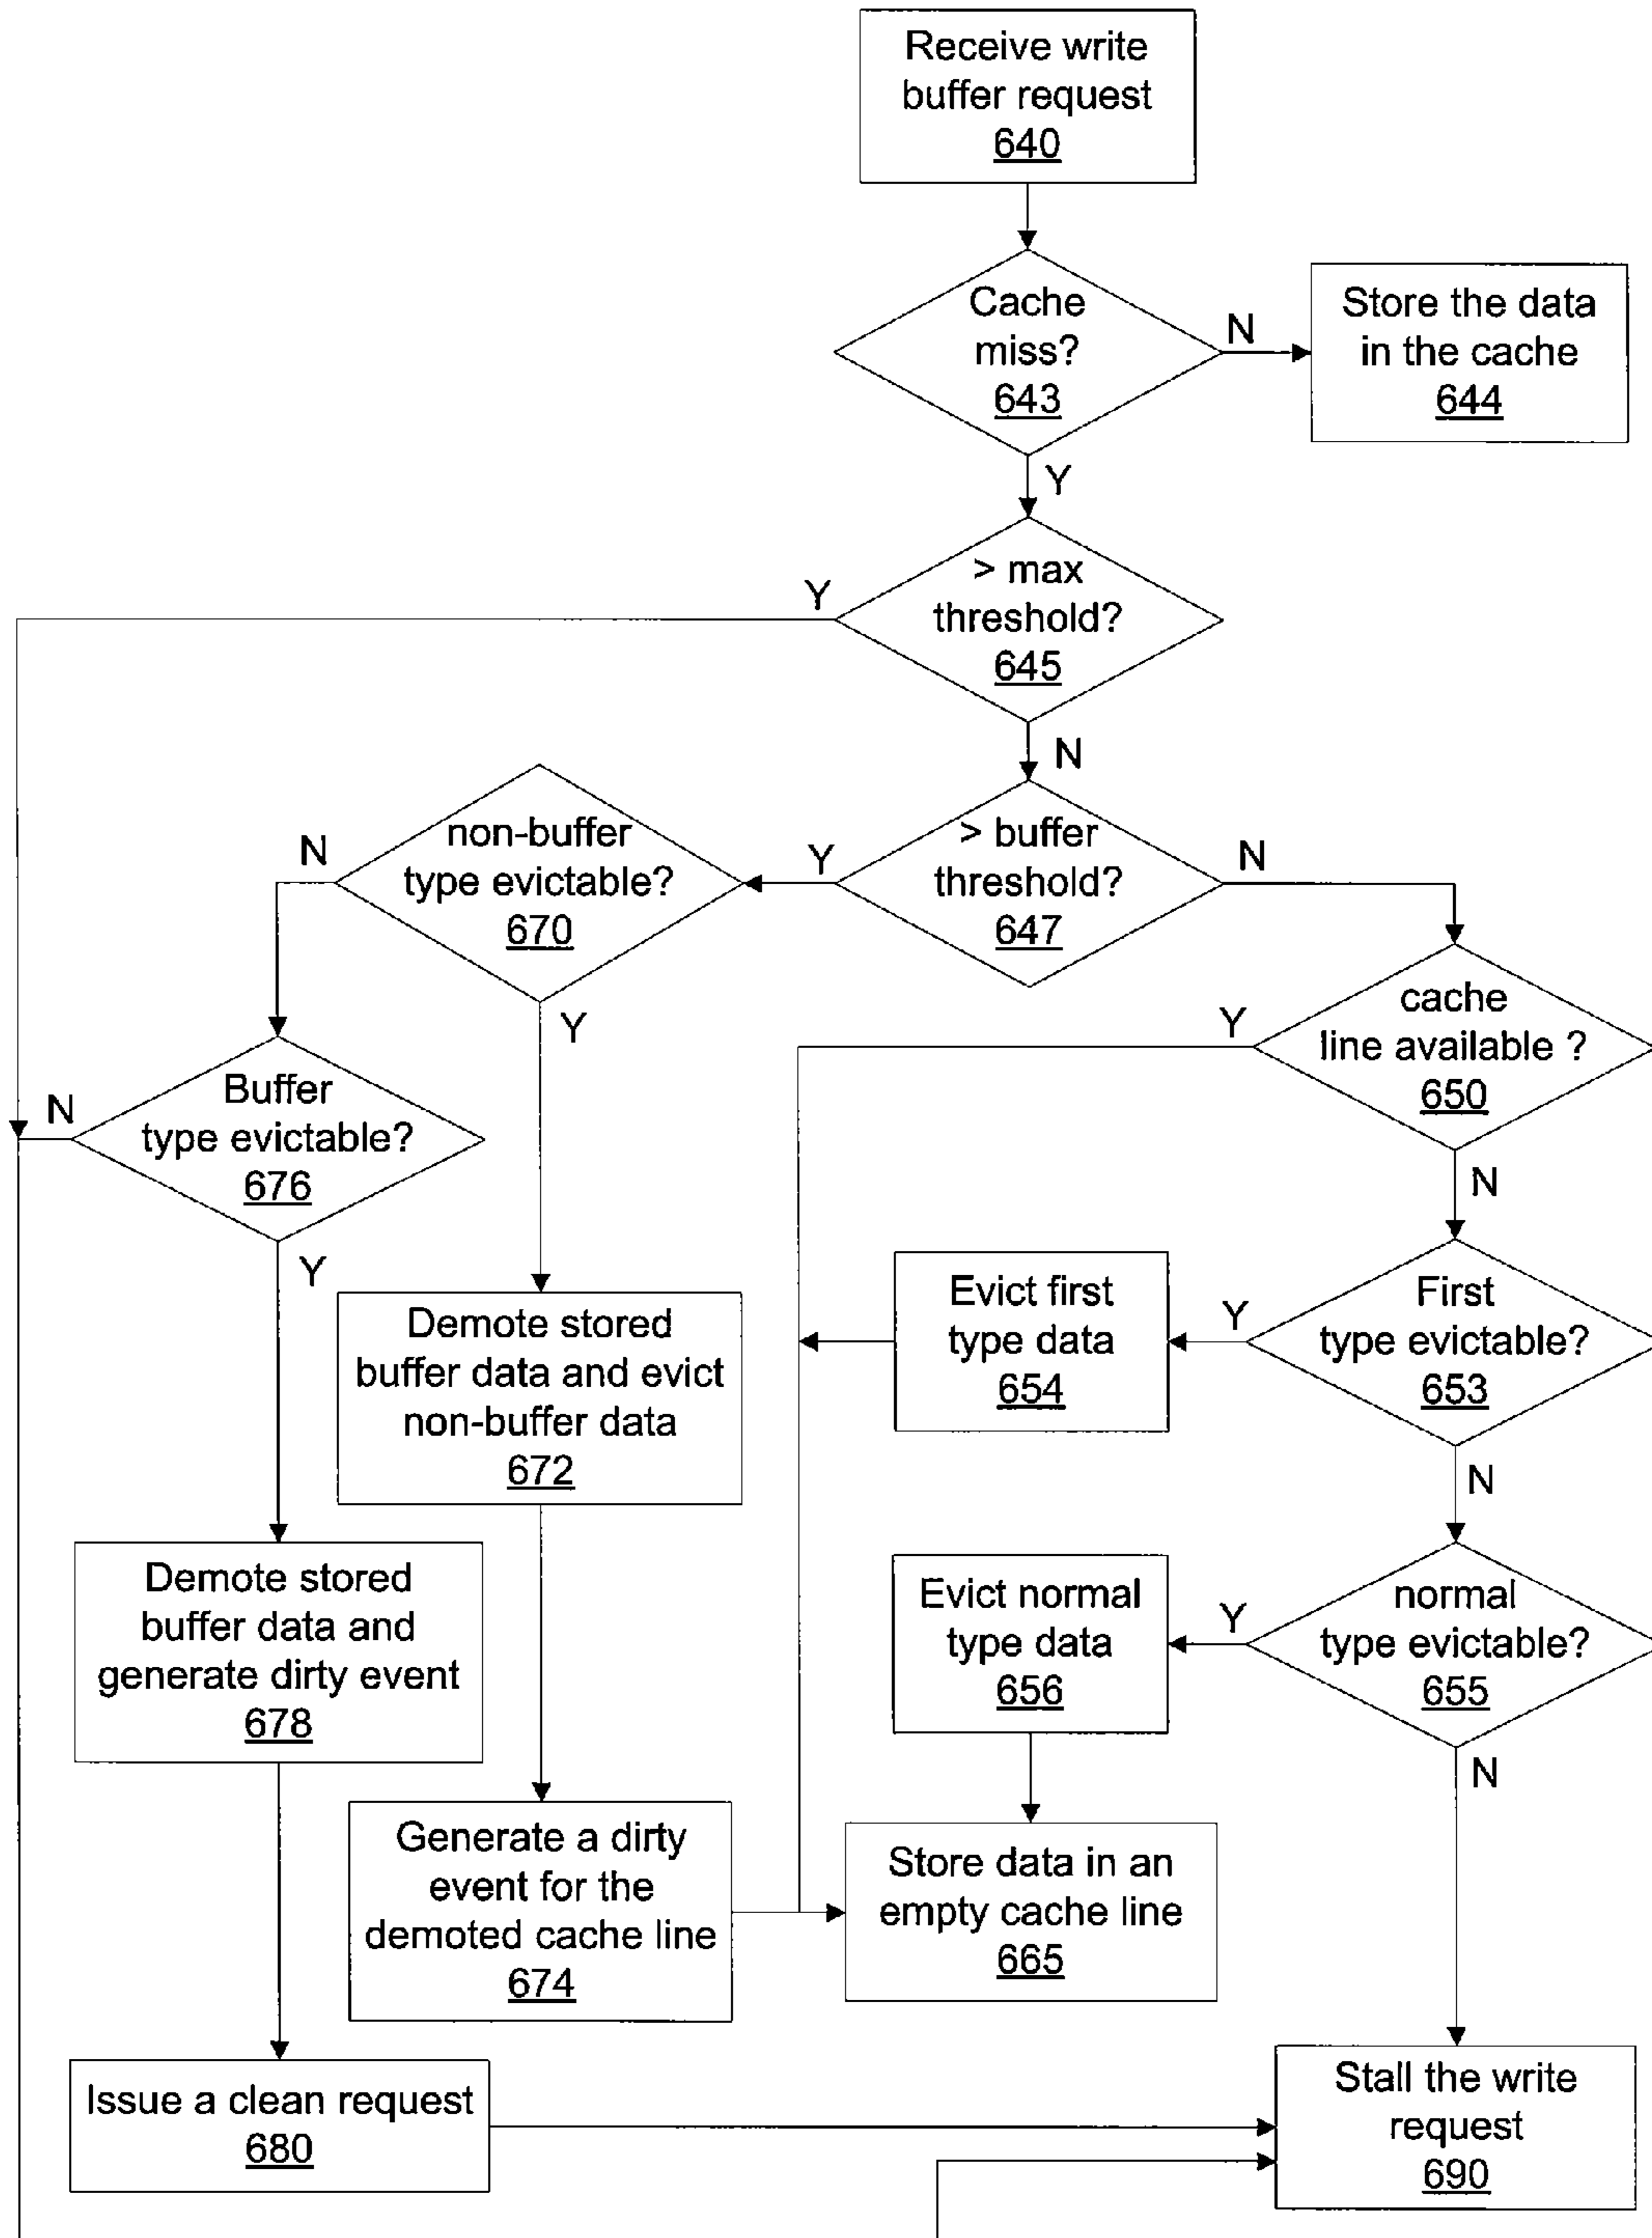 Receive write
buffer request
640
Cache
miss?
643
N
Store the data
in the cache
644
Y
> max
threshold?
645
Y
N
> buffer
threshold?
647
Y
N
non-buffer
type evictable?
670
N
Y
cache
line available ?
650
Y
N
Buffer
type evictable?
676
N
Y
First
type evictable?
653
Y
N
Evict first
type data
654
Demote stored
buffer data and evict
non-buffer data
672
normal
type evictable?
655
Y
N
Evict normal
type data
656
Demote stored
buffer data and
generate dirty event
678
Generate a dirty
event for the
demoted cache line
674
Store data in an
empty cache line
665
Issue a clean request
680
Stall the write
request
690